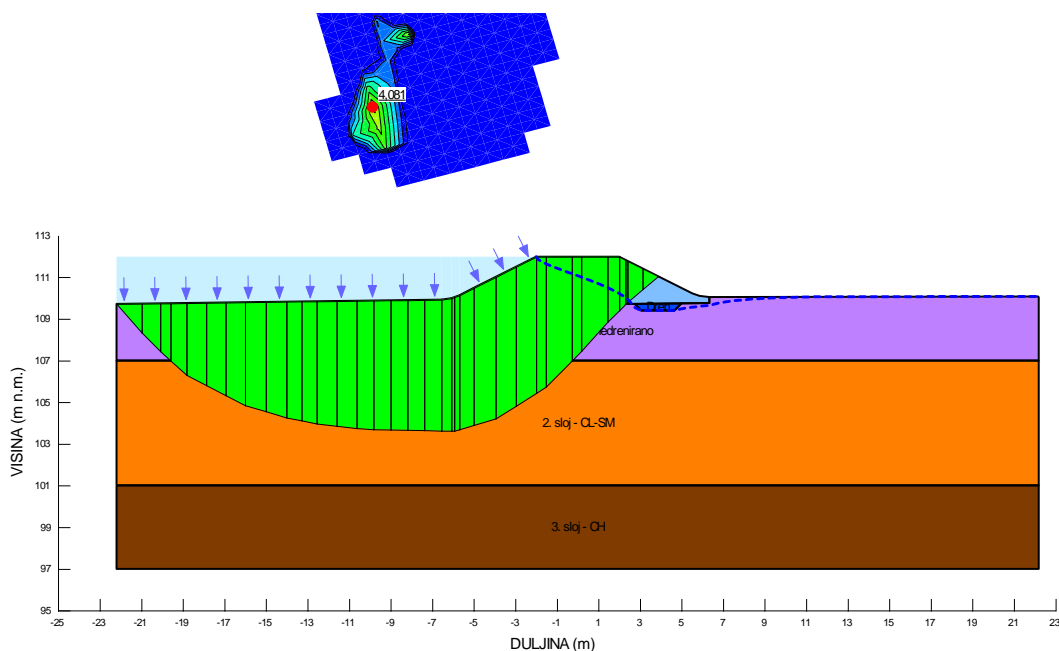 4.081
113
111
109
107
105
103
101
99
97
95
VISINA (m n.m.)
Dren
nedrenirano
2. sloj - CL-SM
3. sloj - CH
-25 -23 -21 -19 -17 -15 -13 -11 -9 -7 -5 -3 -1 1 3 5 7 9 11 13 15 17 19 21 23
DULJINA (m)